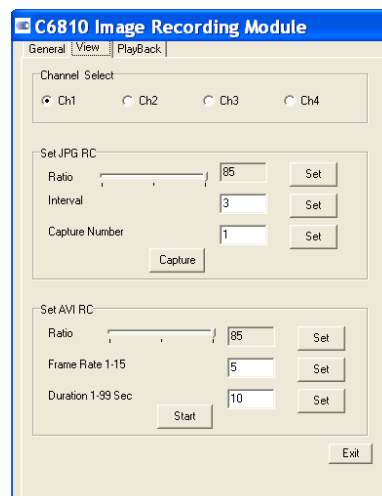 C6810 Image Recording Module
General View PlayBack
Channel Select
Ch1 Ch2 Ch3 Ch4
Set JPG RC
Ratio 85 Set
Interval 3 Set
Capture Number 1 Set
Capture
Set AVI RC
Ratio 85 Set
Frame Rate 1-15 5 Set
Duration 1-99 Sec 10 Set
Start
Exit